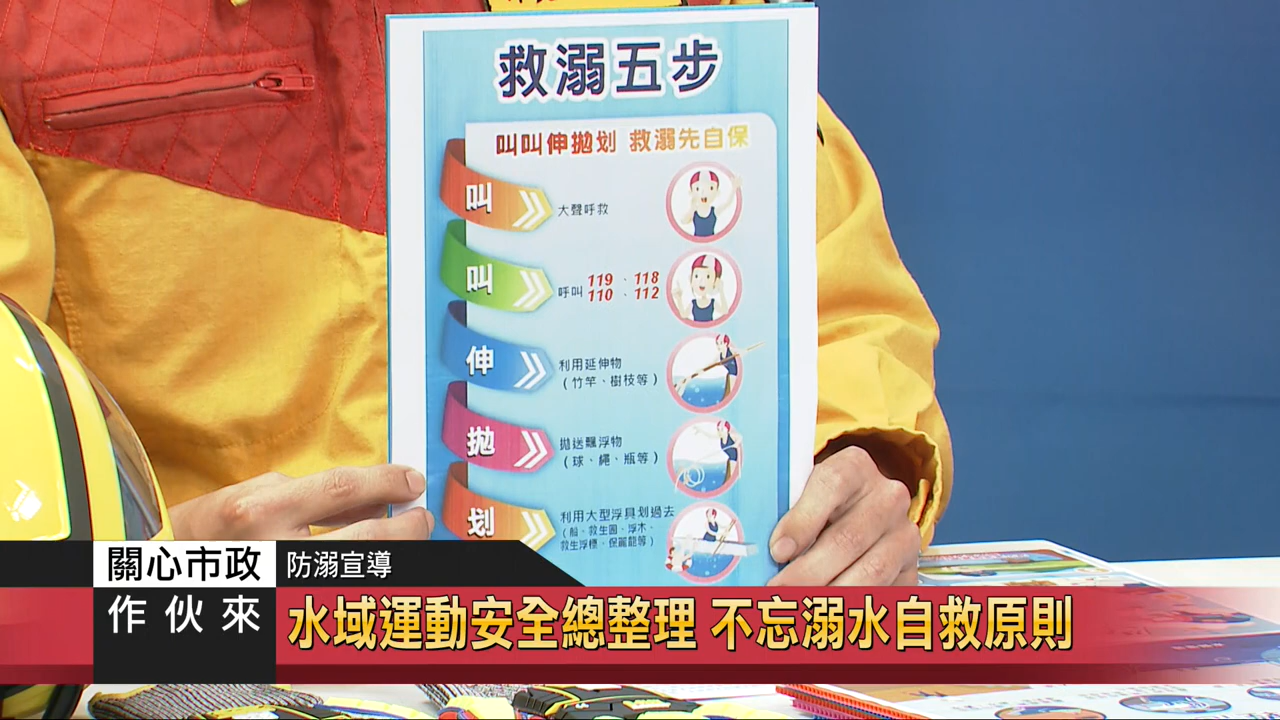 救溺五步
叫叫伸拋划 救溺先自保
叫
大聲呼救
叫
呼叫 119、118
110、112
伸
利用延伸物
(竹竿、樹枝等)
拋
拋送飄浮物
(球、繩、瓶等)
划
利用大型浮具划過去
(船、救生圈、浮木、
救生浮標、保麗龍等)
關心市政
作伙來
防溺宣導
水域運動安全總整理 不忘溺水自救原則